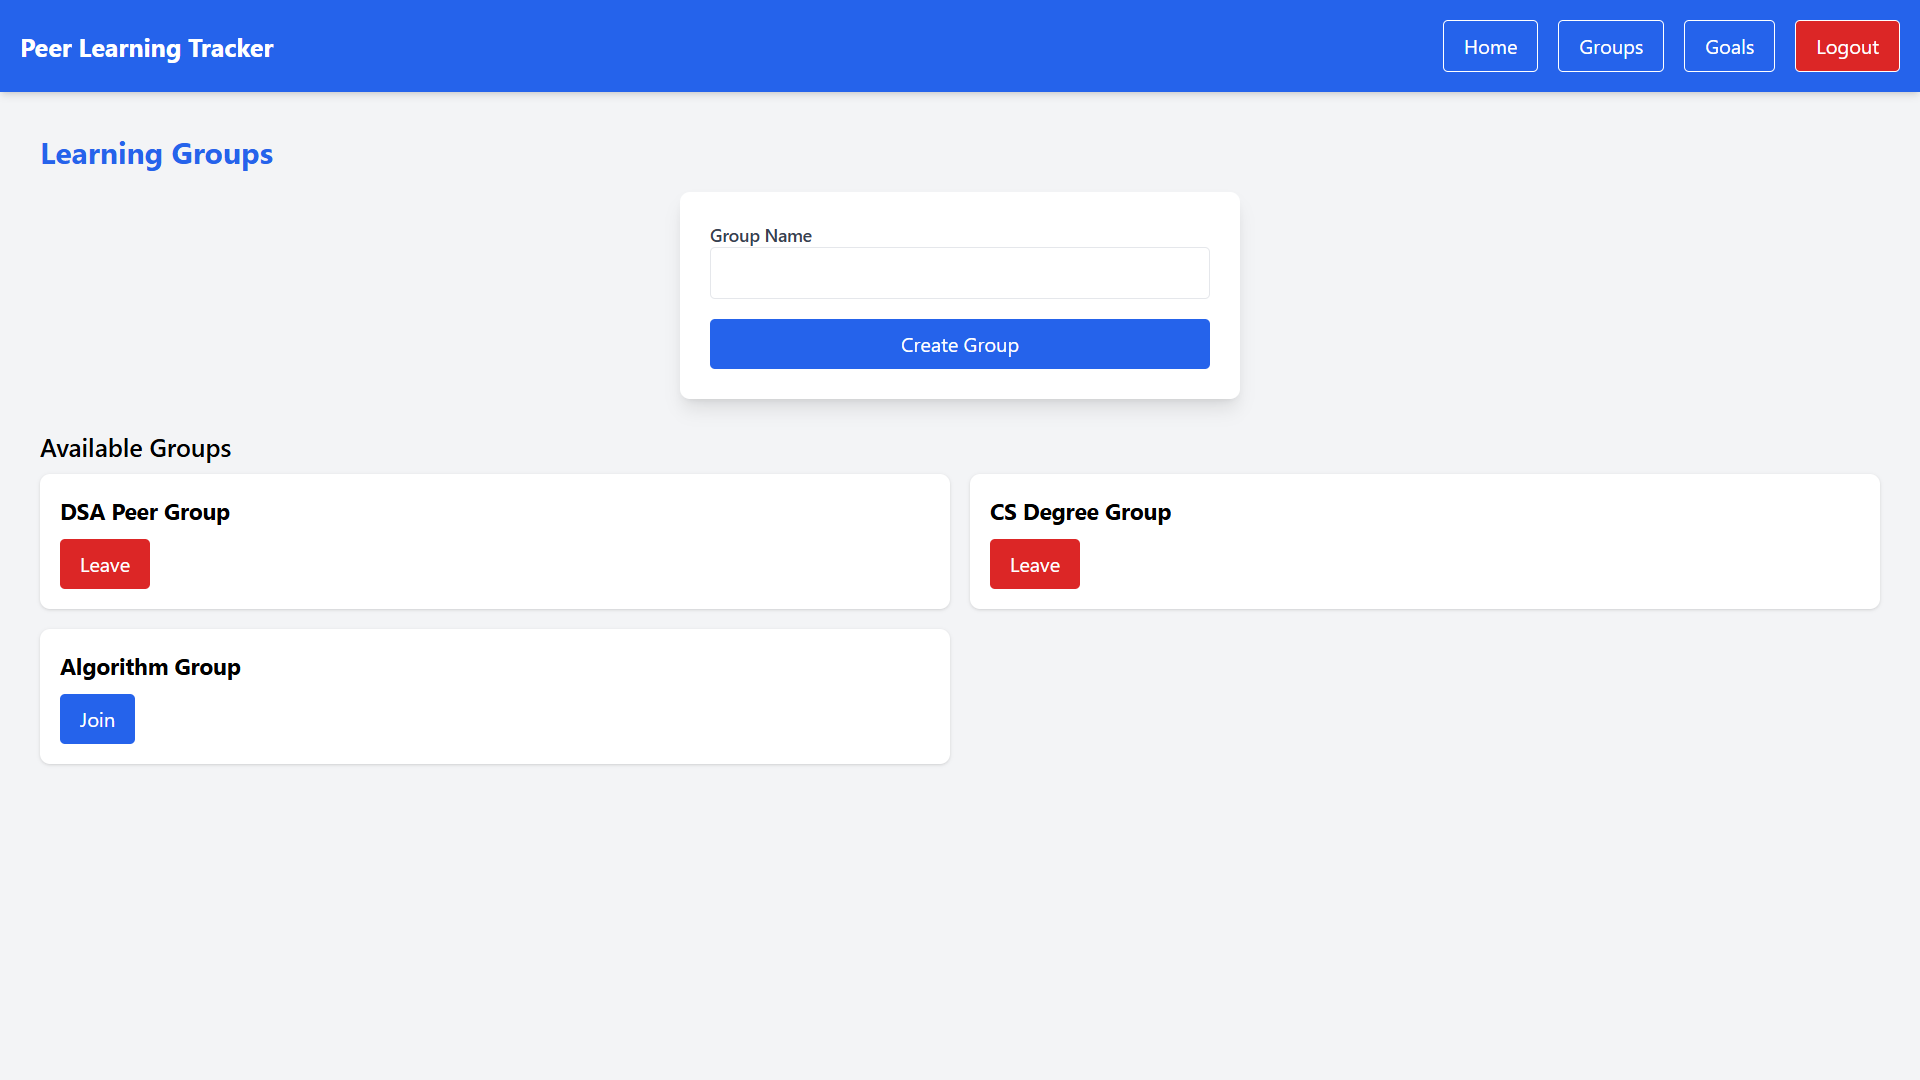 Peer Learning Tracker
Home
Groups
Goals
Logout
Learning Groups
Group Name
Create Group
Available Groups
DSA Peer Group
Leave
CS Degree Group
Leave
Algorithm Group
Join